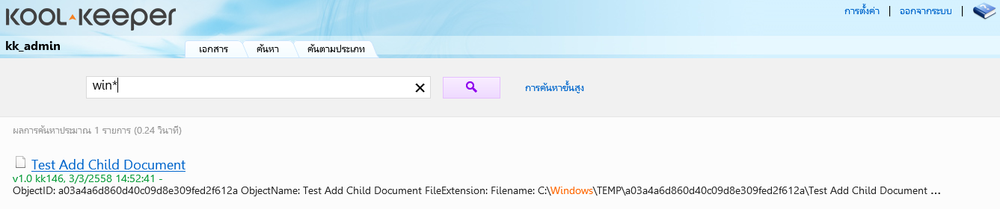 KOOL-KEEPER
การตั้งค่า | ออกจากระบบ |
kk_admin
เอกสาร ค้นหา ค้นตามประเภท
win*
การค้นหาขั้นสูง
ผลการค้นหาประมาณ 1 รายการ (0.24 วินาที)
Test Add Child Document
v1.0 kk146, 3/3/2558 14:52:41 -
ObjectID: a03a4a6d860d40c09d8e309fed2f612a ObjectName: Test Add Child Document FileExtension: Filename: C:\Windows\TEMP\a03a4a6d860d40c09d8e309fed2f612a\Test Add Child Document ...